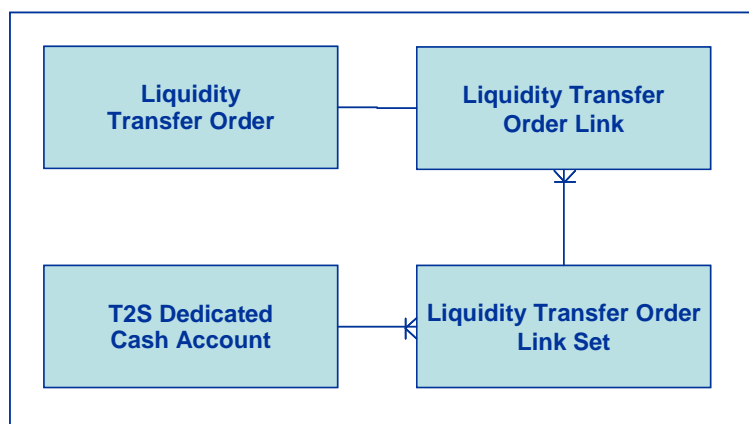 Liquidity
Transfer Order
Liquidity Transfer
Order Link
T2S Dedicated
Cash Account
Liquidity Transfer Order
Link Set